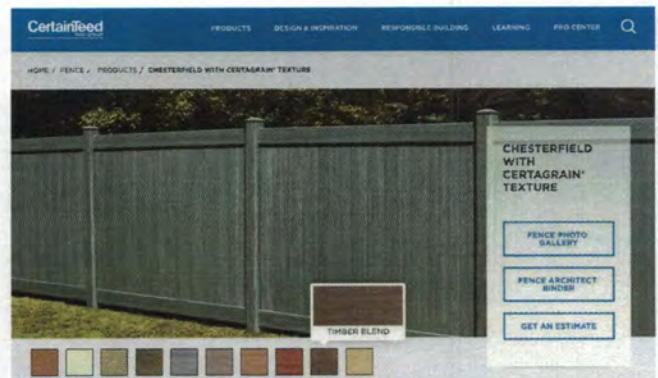 CertainTeed
PRODUCTS DESIGN & INSPIRATION RESPONSIBLE BUILDING LEARNING PRO CENTER
HOME / FENCE / PRODUCTS / CHESTERFIELD WITH CERTAGRAIN® TEXTURE
CHESTERFIELD
WITH
CERTAGRAIN®
TEXTURE
FENCE PHOTO
GALLERY
FENCE ARCHITECT
BINDER
GET AN ESTIMATE
TIMBER BLEND